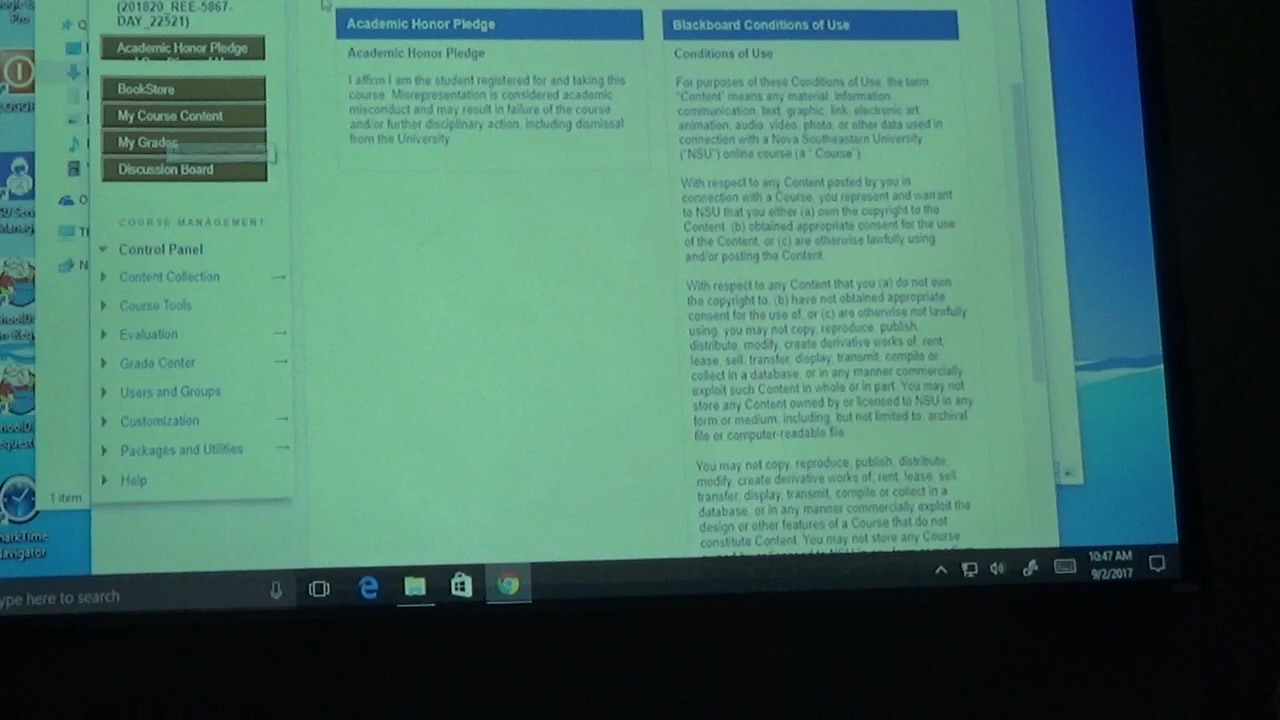 (201820_REE-5867-
DAY_22521)
Academic Honor Pledge
BookStore
My Course Content
My Grades
Discussion Board
COURSE MANAGEMENT
Control Panel
Content Collection
Course Tools
Evaluation
Grade Center
Users and Groups
Customization
Packages and Utilities
Help
Academic Honor Pledge
Academic Honor Pledge
I affirm I am the student registered for and taking this
course. Misrepresentation is considered academic
misconduct and may result in failure of the course
and/or further disciplinary action, including dismissal
from the University
Blackboard Conditions of Use
Conditions of Use
For purposes of these Conditions of Use, the term
"Content" means any material, information,
communication, text, graphic, link, electronic art,
animation, audio, video, photo, or other data used in
connection with a Nova Southeastern University
("NSU") online course (a " Course")
With respect to any Content posted by you in
connection with a Course, you represent and warrant
to NSU that you either (a) own the copyright to the
Content, (b) obtained appropriate consent for the use
of the Content, or (c) are otherwise lawfully using
and/or posting the Content
With respect to any Content that you (a) do not own
the copyright to, (b) have not obtained appropriate
consent for the use of, or (c) are otherwise not lawfully
using, you may not copy, reproduce, publish,
distribute, modify, create derivative works of, rent,
lease, sell, transfer, display, transmit, compile or
collect in a database, or in any manner commercially
exploit such Content in whole or in part. You may not
store any Content owned by or licensed to NSU in any
form or medium, including, but not limited to, archival
file or computer-readable file
You may not copy, reproduce, publish, distribute,
modify, create derivative works of, rent, lease, sell,
transfer, display, transmit, compile or collect in a
database, or in any manner commercially exploit the
design or other features of a Course that do not
constitute Content. You may not store any Course
1 item
Navigator
ype here to search
10:47 AM
9/2/2017